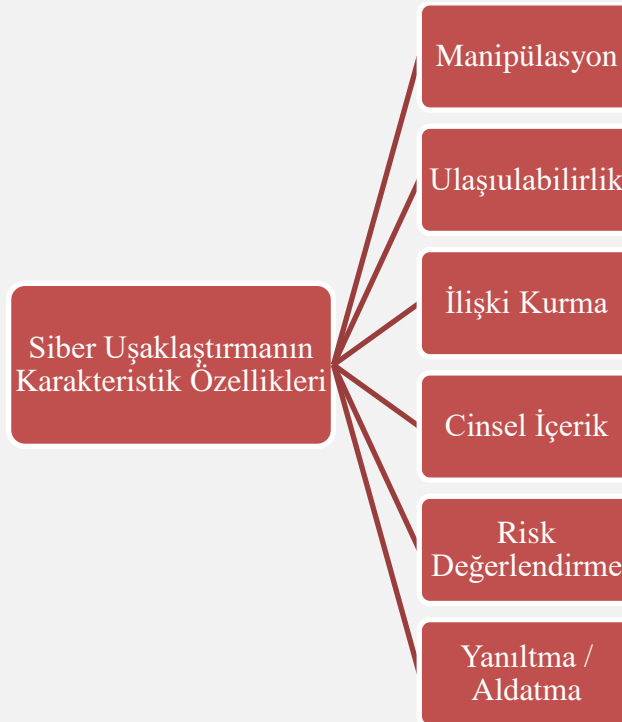 Manipülasyon
Ulaşıulabilirlik
İlişki Kurma
Siber Uşaklaştırmanın
Karakteristik Özellikleri
Cinsel İçerik
Risk
Değerlendirme
Yanıltma /
Aldatma